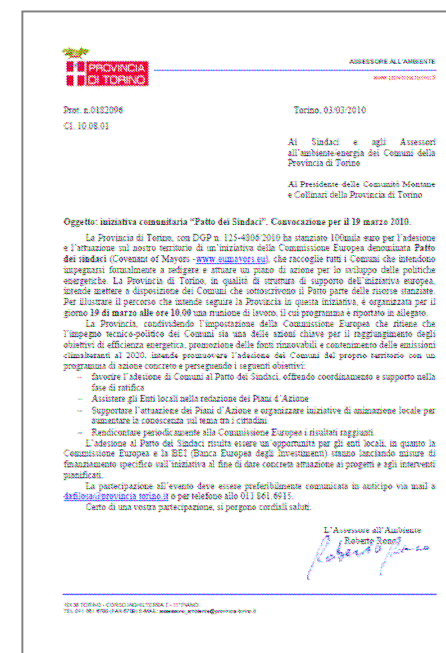 PROVINCIA
DI TORINO
ASSESSORE ALL'AMBIENTE
www.provincia.torino.it
Prot. n.0182096
Torino, 03/03/2010
Cl. 10.08.01
Ai Sindaci e agli Assessori
all'ambiente/energia dei Comuni della
Provincia di Torino
Al Presidente delle Comunità Montane
e Collinari della Provincia di Torino
Oggetto: iniziativa comunitaria "Patto dei Sindaci". Convocazione per il 19 marzo 2010.
La Provincia di Torino, con DGP n. 125-4806/2010 ha stanziato 100mila euro per l'adesione
e l'attuazione sul nostro territorio di un'iniziativa della Commissione Europea denominata Patto
dei sindaci (Covenant of Mayors - www.eumayors.eu), che raccoglie tutti i Comuni che intendono
impegnarsi formalmente a redigere e attuare un piano di azione per lo sviluppo delle politiche
energetiche. La Provincia di Torino, in qualità di struttura di supporto dell'iniziativa europea,
intende mettere a disposizione dei Comuni che sottoscrivono il Patto parte delle risorse stanziate.
Per illustrare il percorso che intende seguire la Provincia in questa iniziativa, è organizzata per il
giorno 19 di marzo alle ore 10.00 una riunione di lavoro, il cui programma è riportato in allegato.
La Provincia, condividendo l'impostazione della Commissione Europea che ritiene che
l'impegno tecnico-politico dei Comuni sia una delle azioni chiave per il raggiungimento degli
obiettivi di efficienza energetica, promozione delle fonti rinnovabili e contenimento delle emissioni
climalteranti al 2020, intende promuovere l'adesione dei Comuni del proprio territorio con un
programma di azione concreto e perseguendo i seguenti obiettivi:
– favorire l'adesione di Comuni al Patto dei Sindaci, offrendo coordinamento e supporto nella
fase di ratifica
– Assistere gli Enti locali nella redazione dei Piani d'Azione
– Supportare l'attuazione dei Piani d'Azione e organizzare iniziative di animazione locale per
aumentare la conoscenza sul tema tra i cittadini
– Rendicontare periodicamente alla Commissione Europea i risultati raggiunti
L'adesione al Patto dei Sindaci risulta essere un'opportunità per gli enti locali, in quanto la
Commissione Europea e la BEI (Banca Europea degli Investimenti) stanno lanciando misure di
finanziamento specifico sull'iniziativa al fine di dare concreta attuazione ai progetti e agli interventi
pianificati.
La partecipazione all'evento deve essere preferibilmente comunicata in anticipo via mail a
dafilosa@provincia.torino.it o per telefono allo 011 861.6915.
Certo di una vostra partecipazione, si porgono cordiali saluti.
L'Assessore all'Ambiente
Roberto Ronco